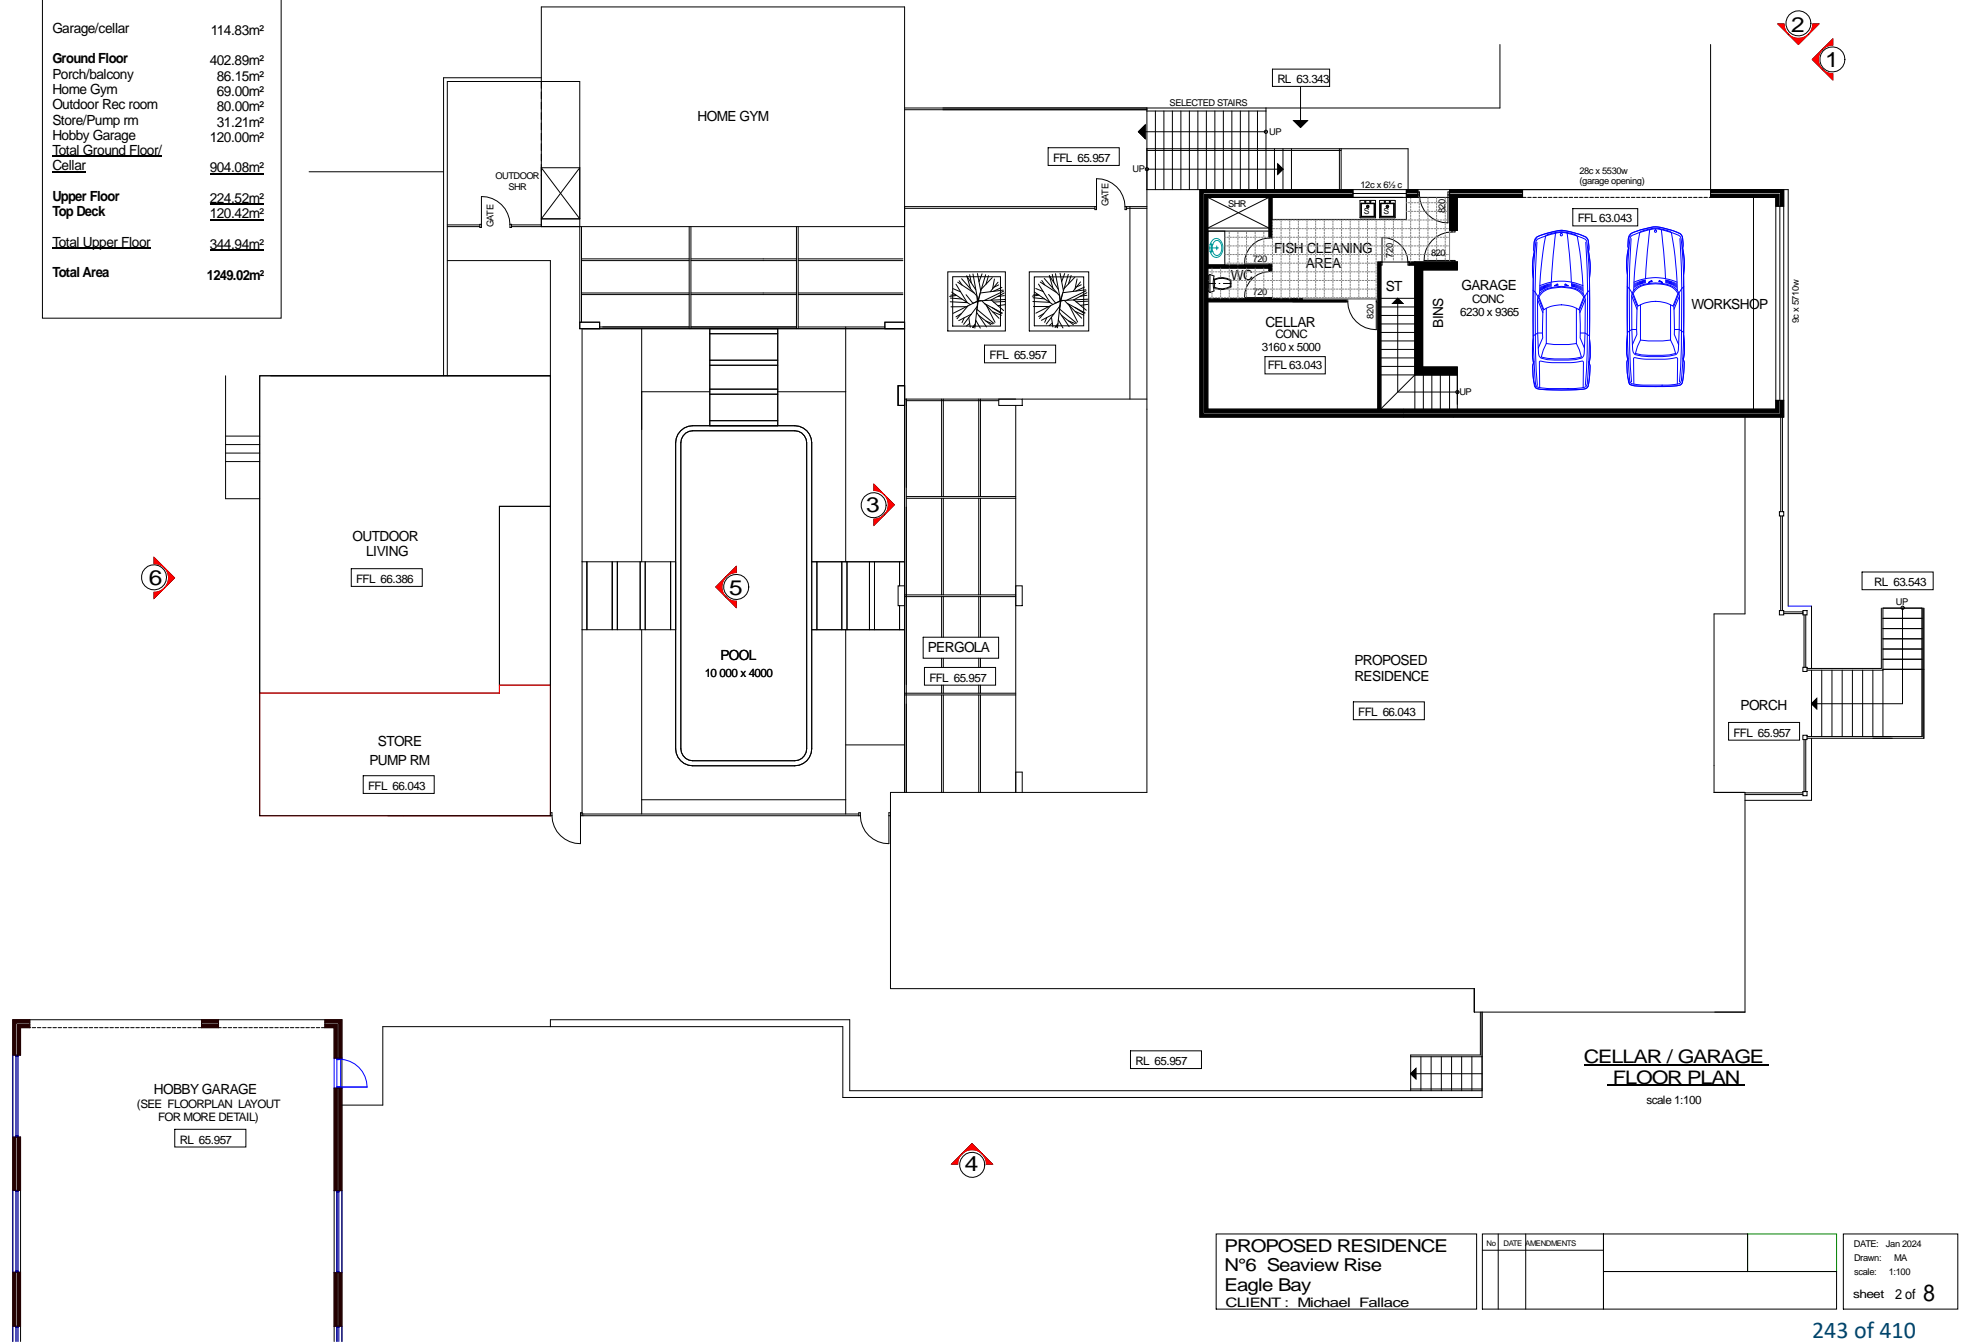 Garage/cellar 114.83m²
Ground Floor 402.89m²
Porch/balcony 86.15m²
Home Gym 69.00m²
Outdoor Rec room 80.00m²
Store/Pump rm 31.21m²
Hobby Garage 120.00m²
Total Ground Floor/
Cellar 904.08m²
Upper Floor 224.52m²
Top Deck 120.42m²
Total Upper Floor 344.94m²
Total Area 1249.02m²
HOME GYM
OUTDOOR
SHR
GATE
SELECTED STAIRS
RL 63.343
UP
UP
FFL 65.957
GATE
FFL 65.957
2
1
28c x 5530w
(garage opening)
12c x 6½ c
SHR
S
S
820
820
720
720
720
820
FISH CLEANING
AREA
WC
ST
CELLAR
CONC
3160 x 5000
FFL 63.043
BINS
UP
FFL 63.043
GARAGE
CONC
6230 x 9365
WORKSHOP
9c x 5710w
3
5
6
OUTDOOR
LIVING
FFL 66.386
POOL
10 000 x 4000
PERGOLA
FFL 65.957
PROPOSED
RESIDENCE
FFL 66.043
RL 63.543
UP
PORCH
FFL 65.957
STORE
PUMP RM
FFL 66.043
HOBBY GARAGE
(SEE FLOORPLAN LAYOUT
FOR MORE DETAIL)
RL 65.957
RL 65.957
4
CELLAR / GARAGE
FLOOR PLAN
scale 1:100
PROPOSED RESIDENCE
N°6 Seaview Rise
Eagle Bay
CLIENT : Michael Fallace
No DATE AMENDMENTS
DATE: Jan 2024
Drawn: MA
scale: 1:100
sheet 2 of 8
243 of 410